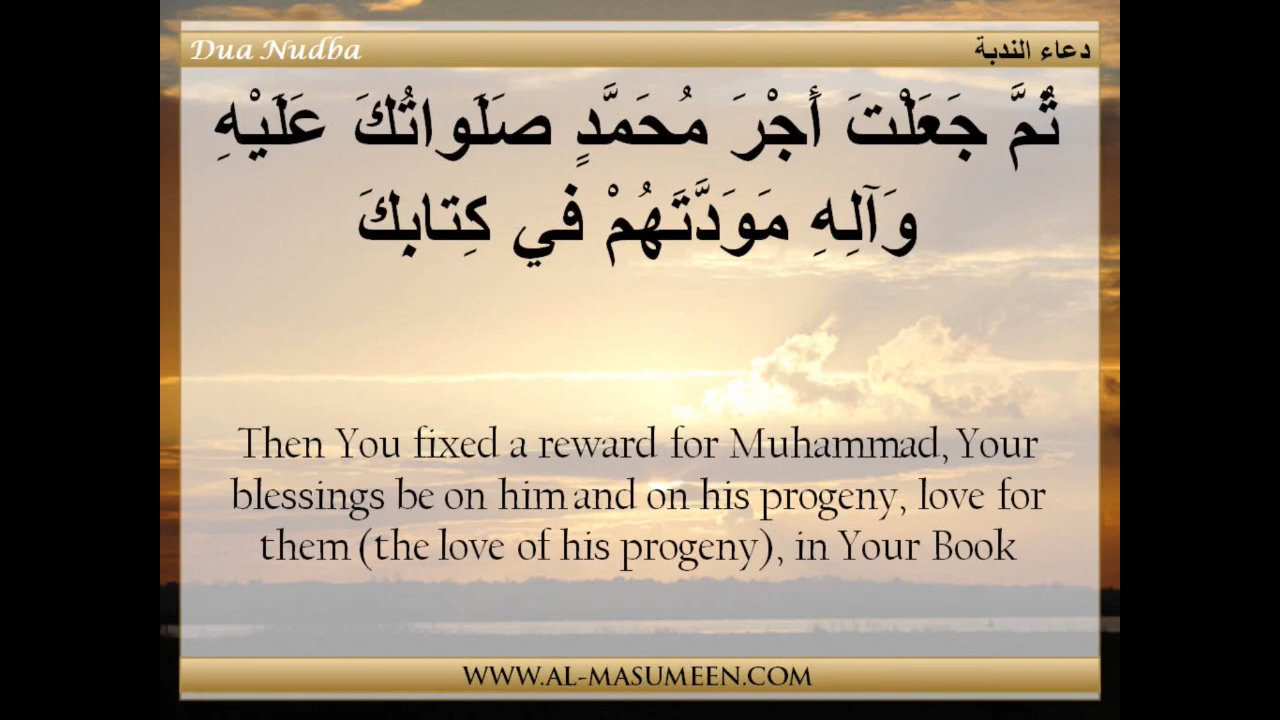 Dua Nudba
دعاء الندبة
ثُمَّ جَعَلْتَ أَجْرَ مُحَمَّدٍ صَلَواتُكَ عَلَيْهِ
وَآلِهِ مَوَدَّتَهُمْ في كِتابِكَ
Then You fixed a reward for Muhammad, Your
blessings be on him and on his progeny, love for
them (the love of his progeny), in Your Book
WWW.AL-MASUMEEN.COM